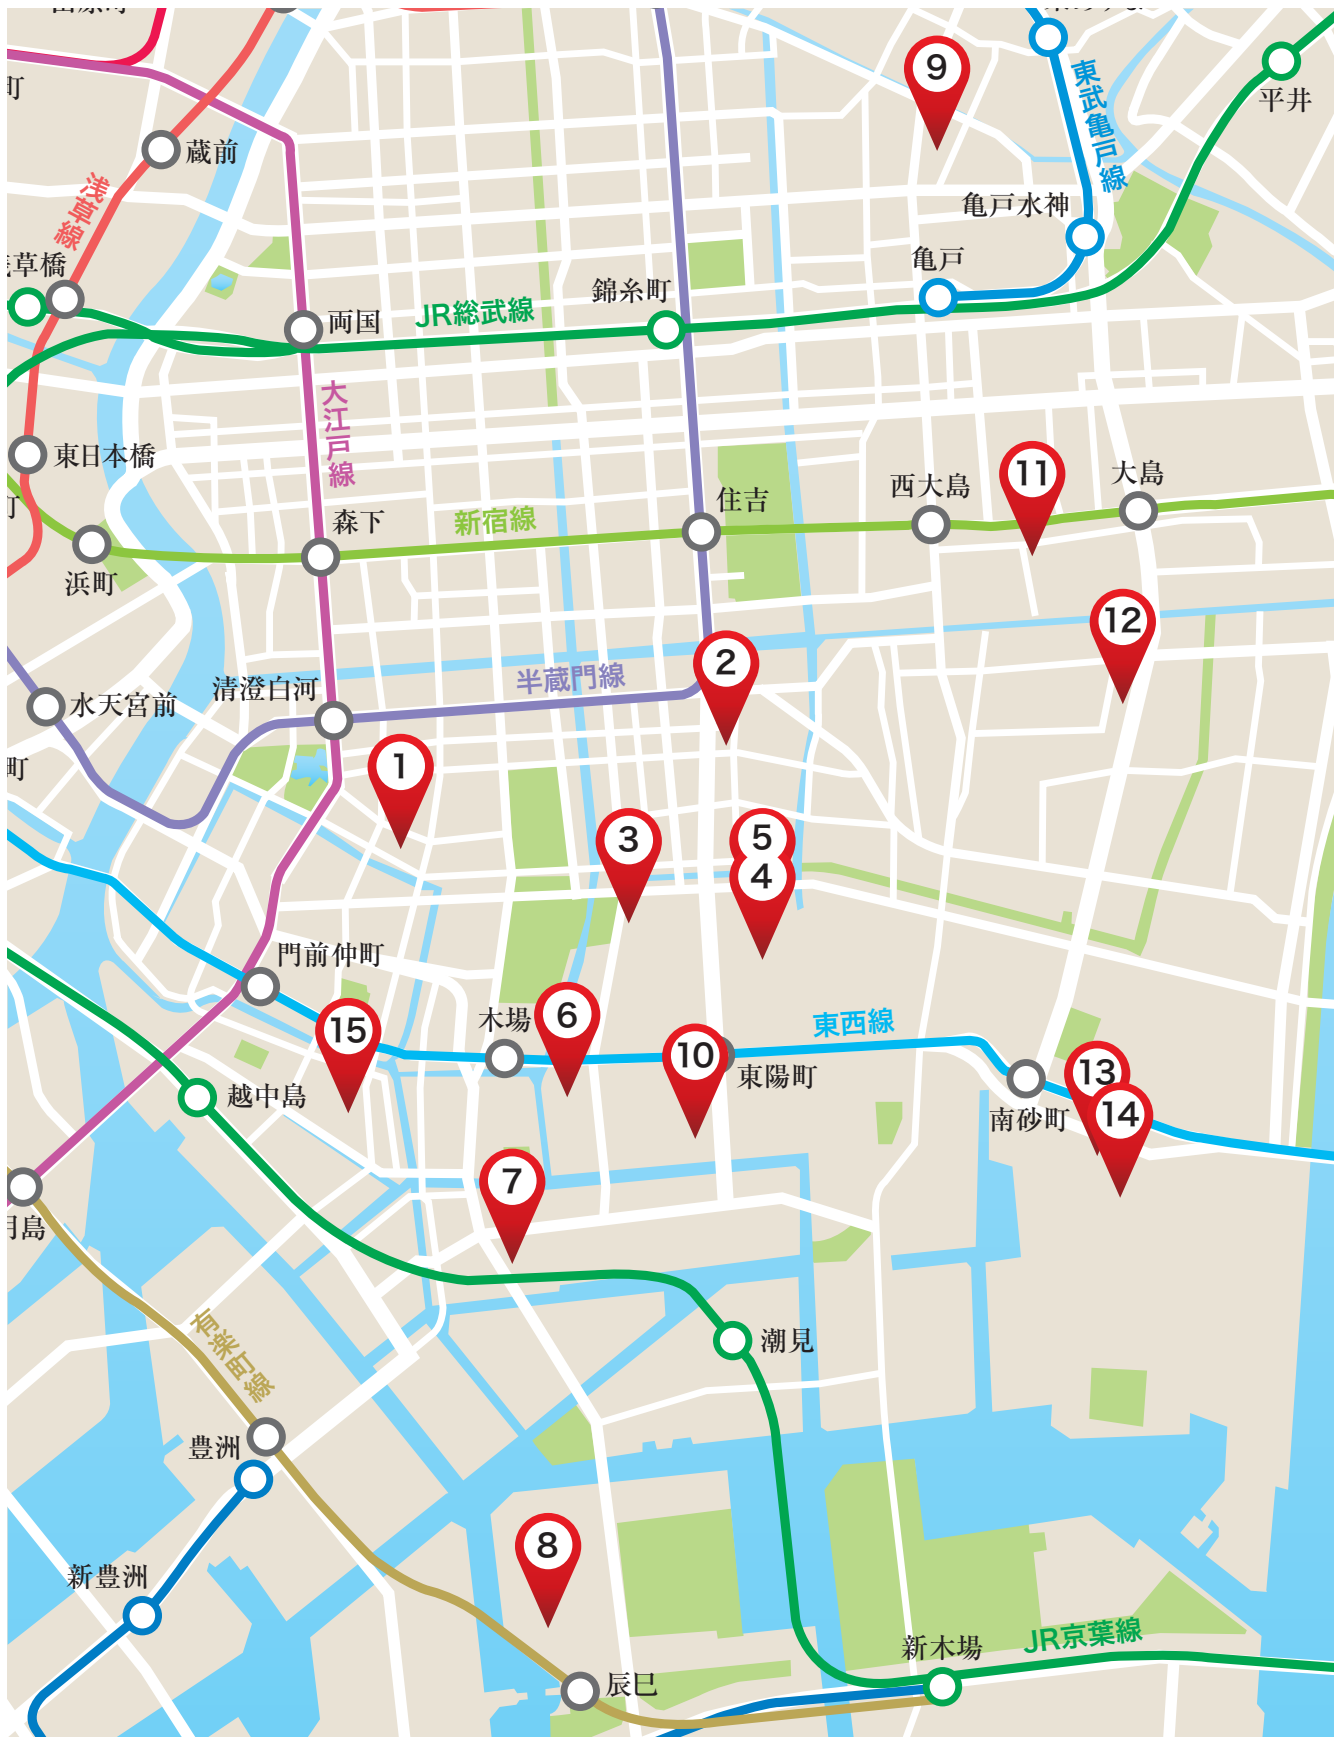 町
9
東武亀戸線
平井
蔵前
浅草線
亀戸水神
草橋
亀戸
錦糸町
JR総武線
両国
大江戸線
東日本橋
11
大島
西大島
住吉
町
新宿線
森下
浜町
12
2
半蔵門線
清澄白河
水天宮前
町
1
3
5
4
門前仲町
木場
6
東西線
15
10
東陽町
13
南砂町
14
越中島
7
月島
有楽町線
潮見
豊洲
8
新豊洲
JR京葉線
新木場
辰巳